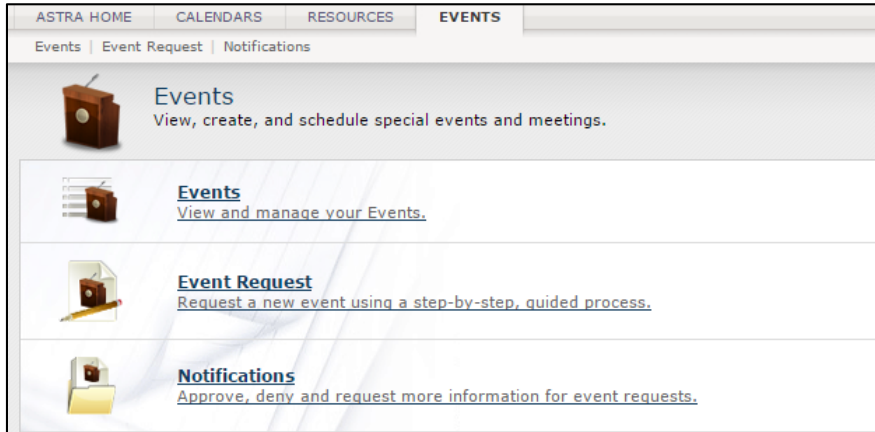 ASTRA HOME CALENDARS RESOURCES EVENTS
Events | Event Request | Notifications
Events
View, create, and schedule special events and meetings.
Events
View and manage your Events.
Event Request
Request a new event using a step-by-step, guided process.
Notifications
Approve, deny and request more information for event requests.